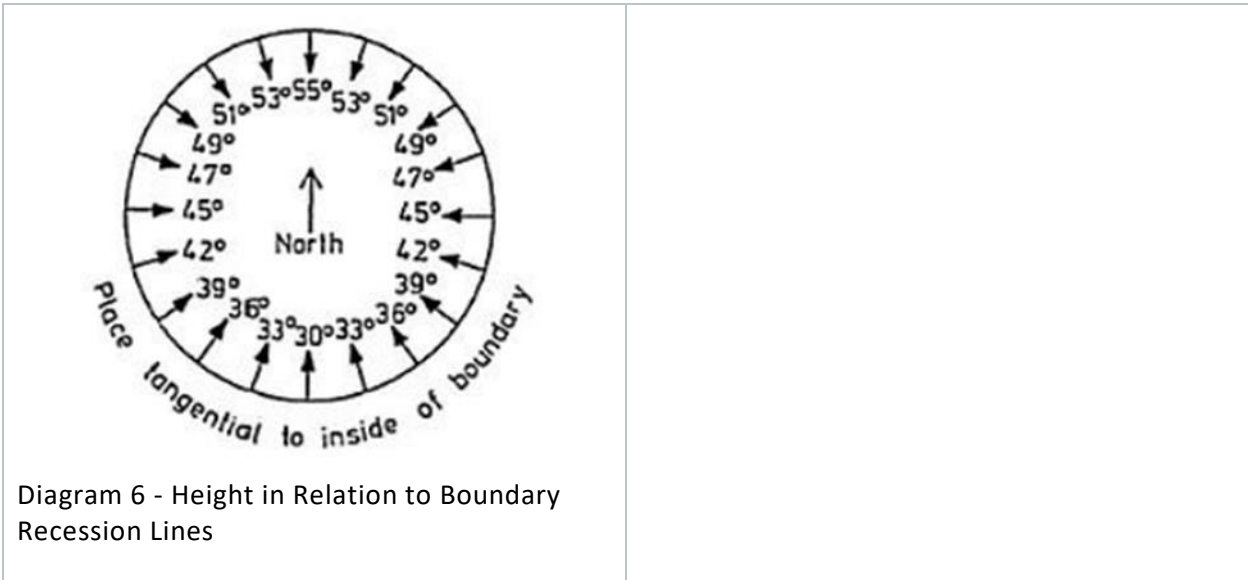 51° 53° 55° 53° 51°
49° 49°
47° 47°
45° 45°
42° North 42°
39° 39°
36° 36°
33° 30° 33°
Place tangential to inside of boundary
Diagram 6 - Height in Relation to Boundary
Recession Lines